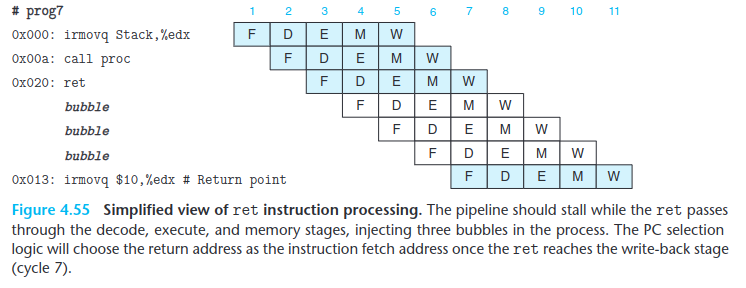 # prog7 1 2 3 4 5 6 7 8 9 10 11
0x000: irmovq Stack,%edx F D E M W
0x00a: call proc F D E M W
0x020: ret F D E M W
bubble F D E M W
bubble F D E M W
bubble F D E M W
0x013: irmovq $10,%edx # Return point F D E M W
Figure 4.55 Simplified view of ret instruction processing. The pipeline should stall while the ret passes
through the decode, execute, and memory stages, injecting three bubbles in the process. The PC selection
logic will choose the return address as the instruction fetch address once the ret reaches the write-back stage
(cycle 7).